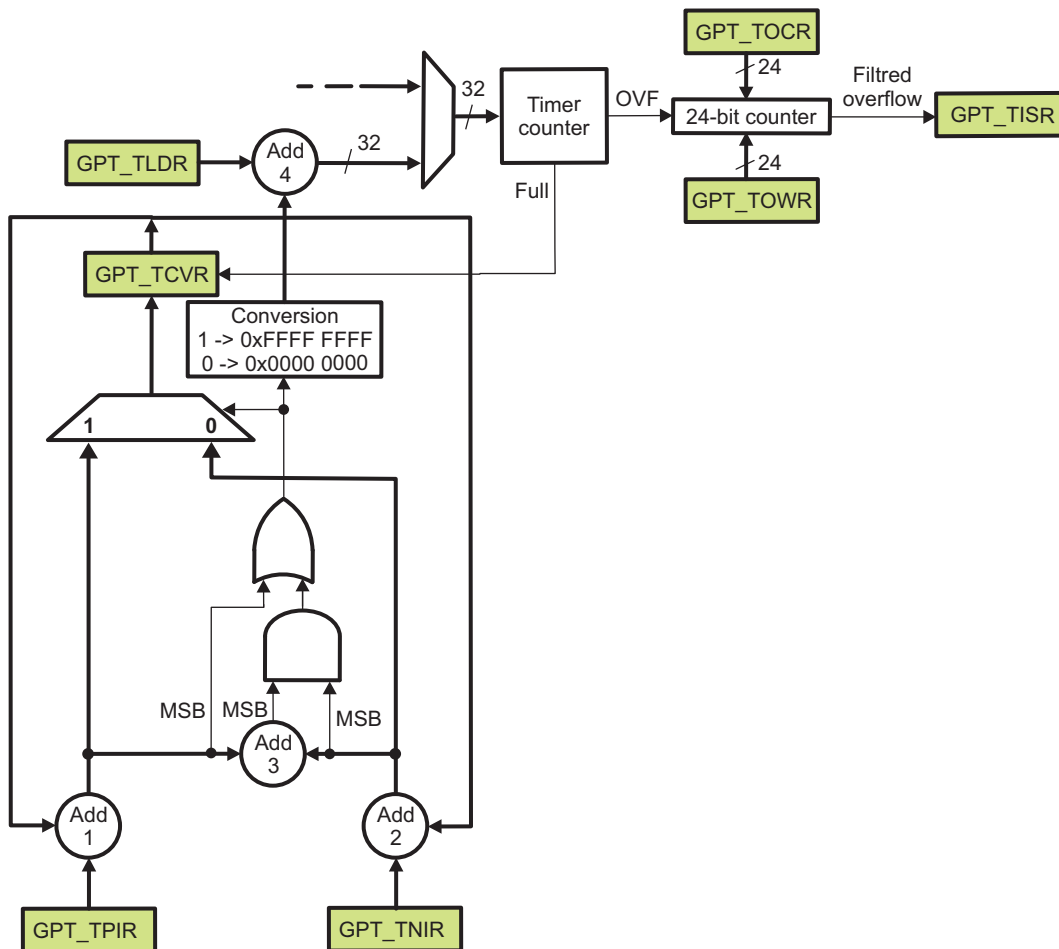 GPT_TOCR
24
32
Timer
counter
OVF
24-bit counter
Filtred
overflow
GPT_TISR
GPT_TLDR
Add
4
32
Full
24
GPT_TOWR
GPT_TCVR
Conversion
1 -> 0xFFFF FFFF
0 -> 0x0000 0000
1
0
MSB
MSB
MSB
Add
3
Add
1
Add
2
GPT_TPIR
GPT_TNIR